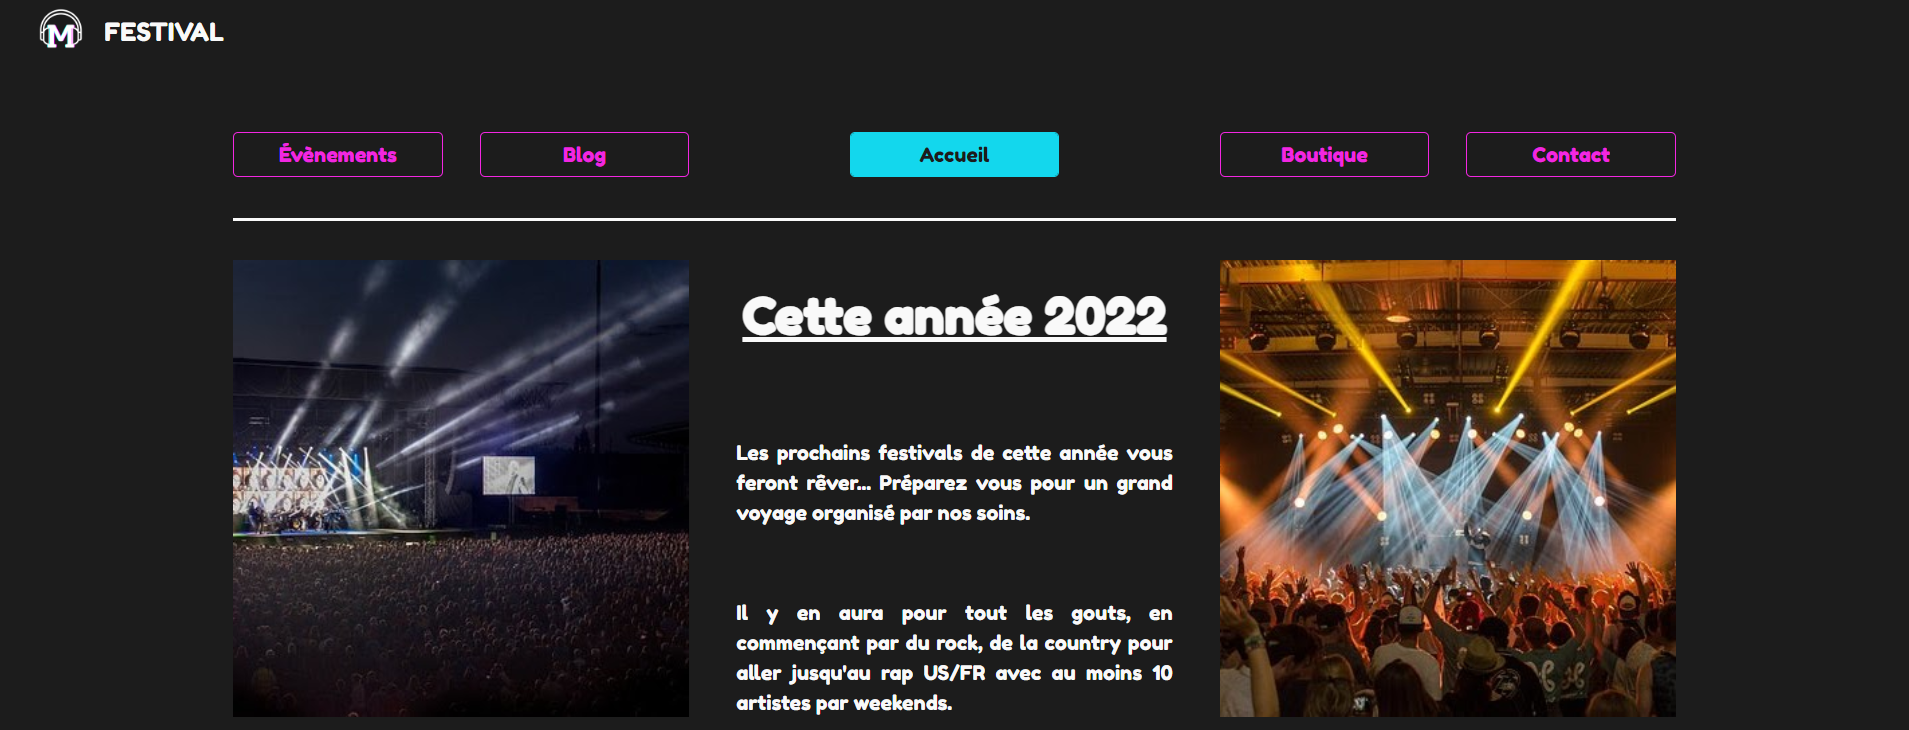 M FESTIVAL
Évènements Blog Accueil Boutique Contact
Cette année 2022
Les prochains festivals de cette année vous
feront rêver... Préparez vous pour un grand
voyage organisé par nos soins.
Il y en aura pour tout les gouts, en
commençant par du rock, de la country pour
aller jusqu'au rap US/FR avec au moins 10
artistes par weekends.